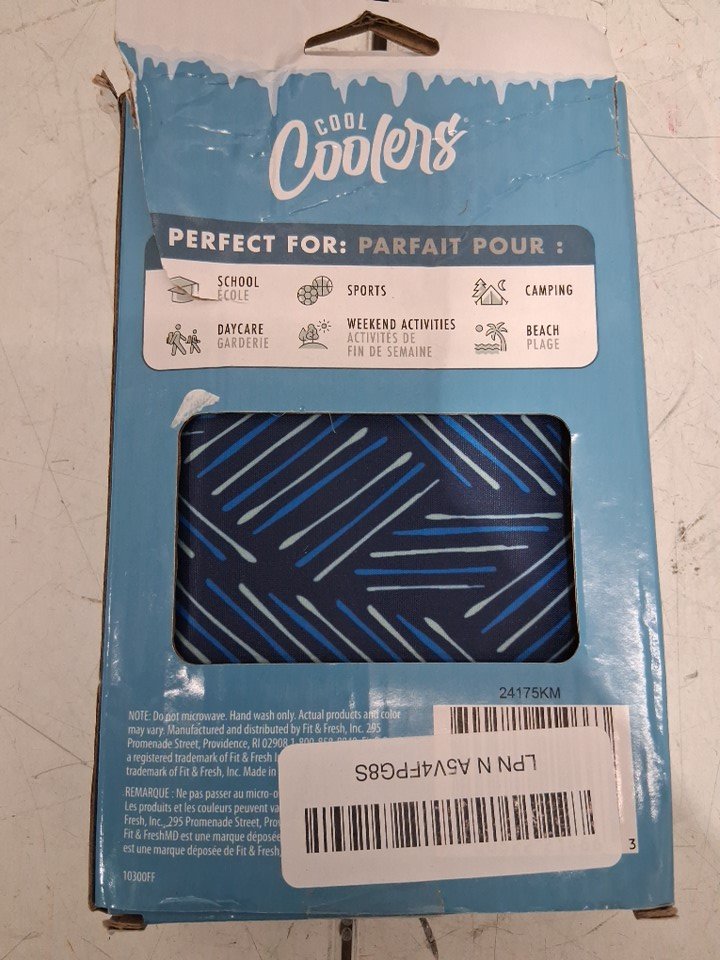 COOL
Coolers®
PERFECT FOR: PARFAIT POUR :
SCHOOL
ÉCOLE
SPORTS
CAMPING
DAYCARE
GARDERIE
WEEKEND ACTIVITIES
ACTIVITÉS DE
FIN DE SEMAINE
BEACH
PLAGE
24175KM
NOTE: Do not microwave. Hand wash only. Actual products and color
may vary. Manufactured and distributed by Fit & Fresh, Inc. 295
Promenade Street, Providence, RI 02908
a registered trademark of Fit & Fresh
trademark of Fit & Fresh, Inc. Made in
REMARQUE : Ne pas passer au micro-o
Les produits et les couleurs peuvent va
Fresh, Inc.,295 Promenade Street, Pro
Fit & FreshMD est une marque déposée
est une marque déposée de Fit & Fresh
10300FF
LPN N A5V4FPG8S
3